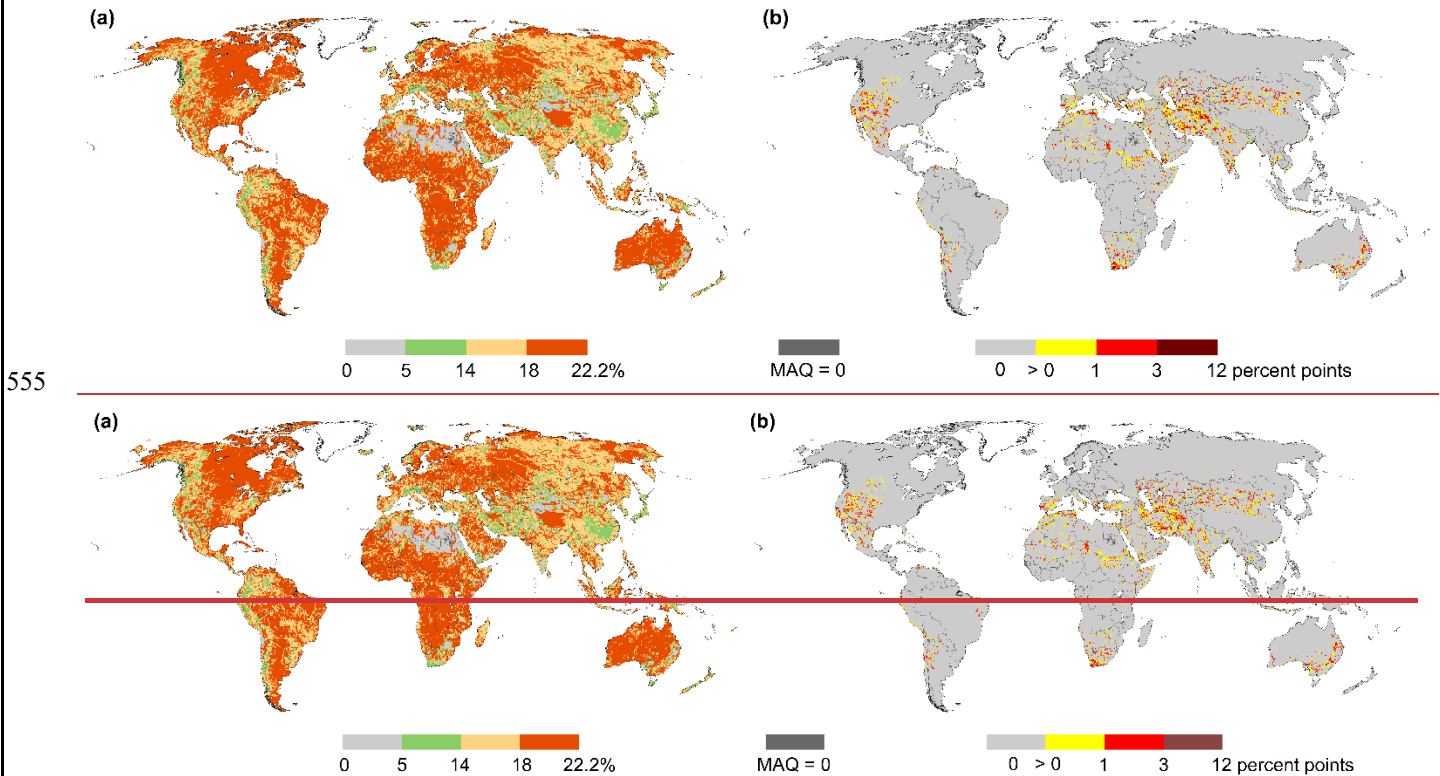 (a) (b)
0 5 14 18 22.2% MAQ = 0 0 > 0 1 3 12 percent points
555
(a) (b)
0 5 14 18 22.2% MAQ = 0 0 > 0 1 3 12 percent points